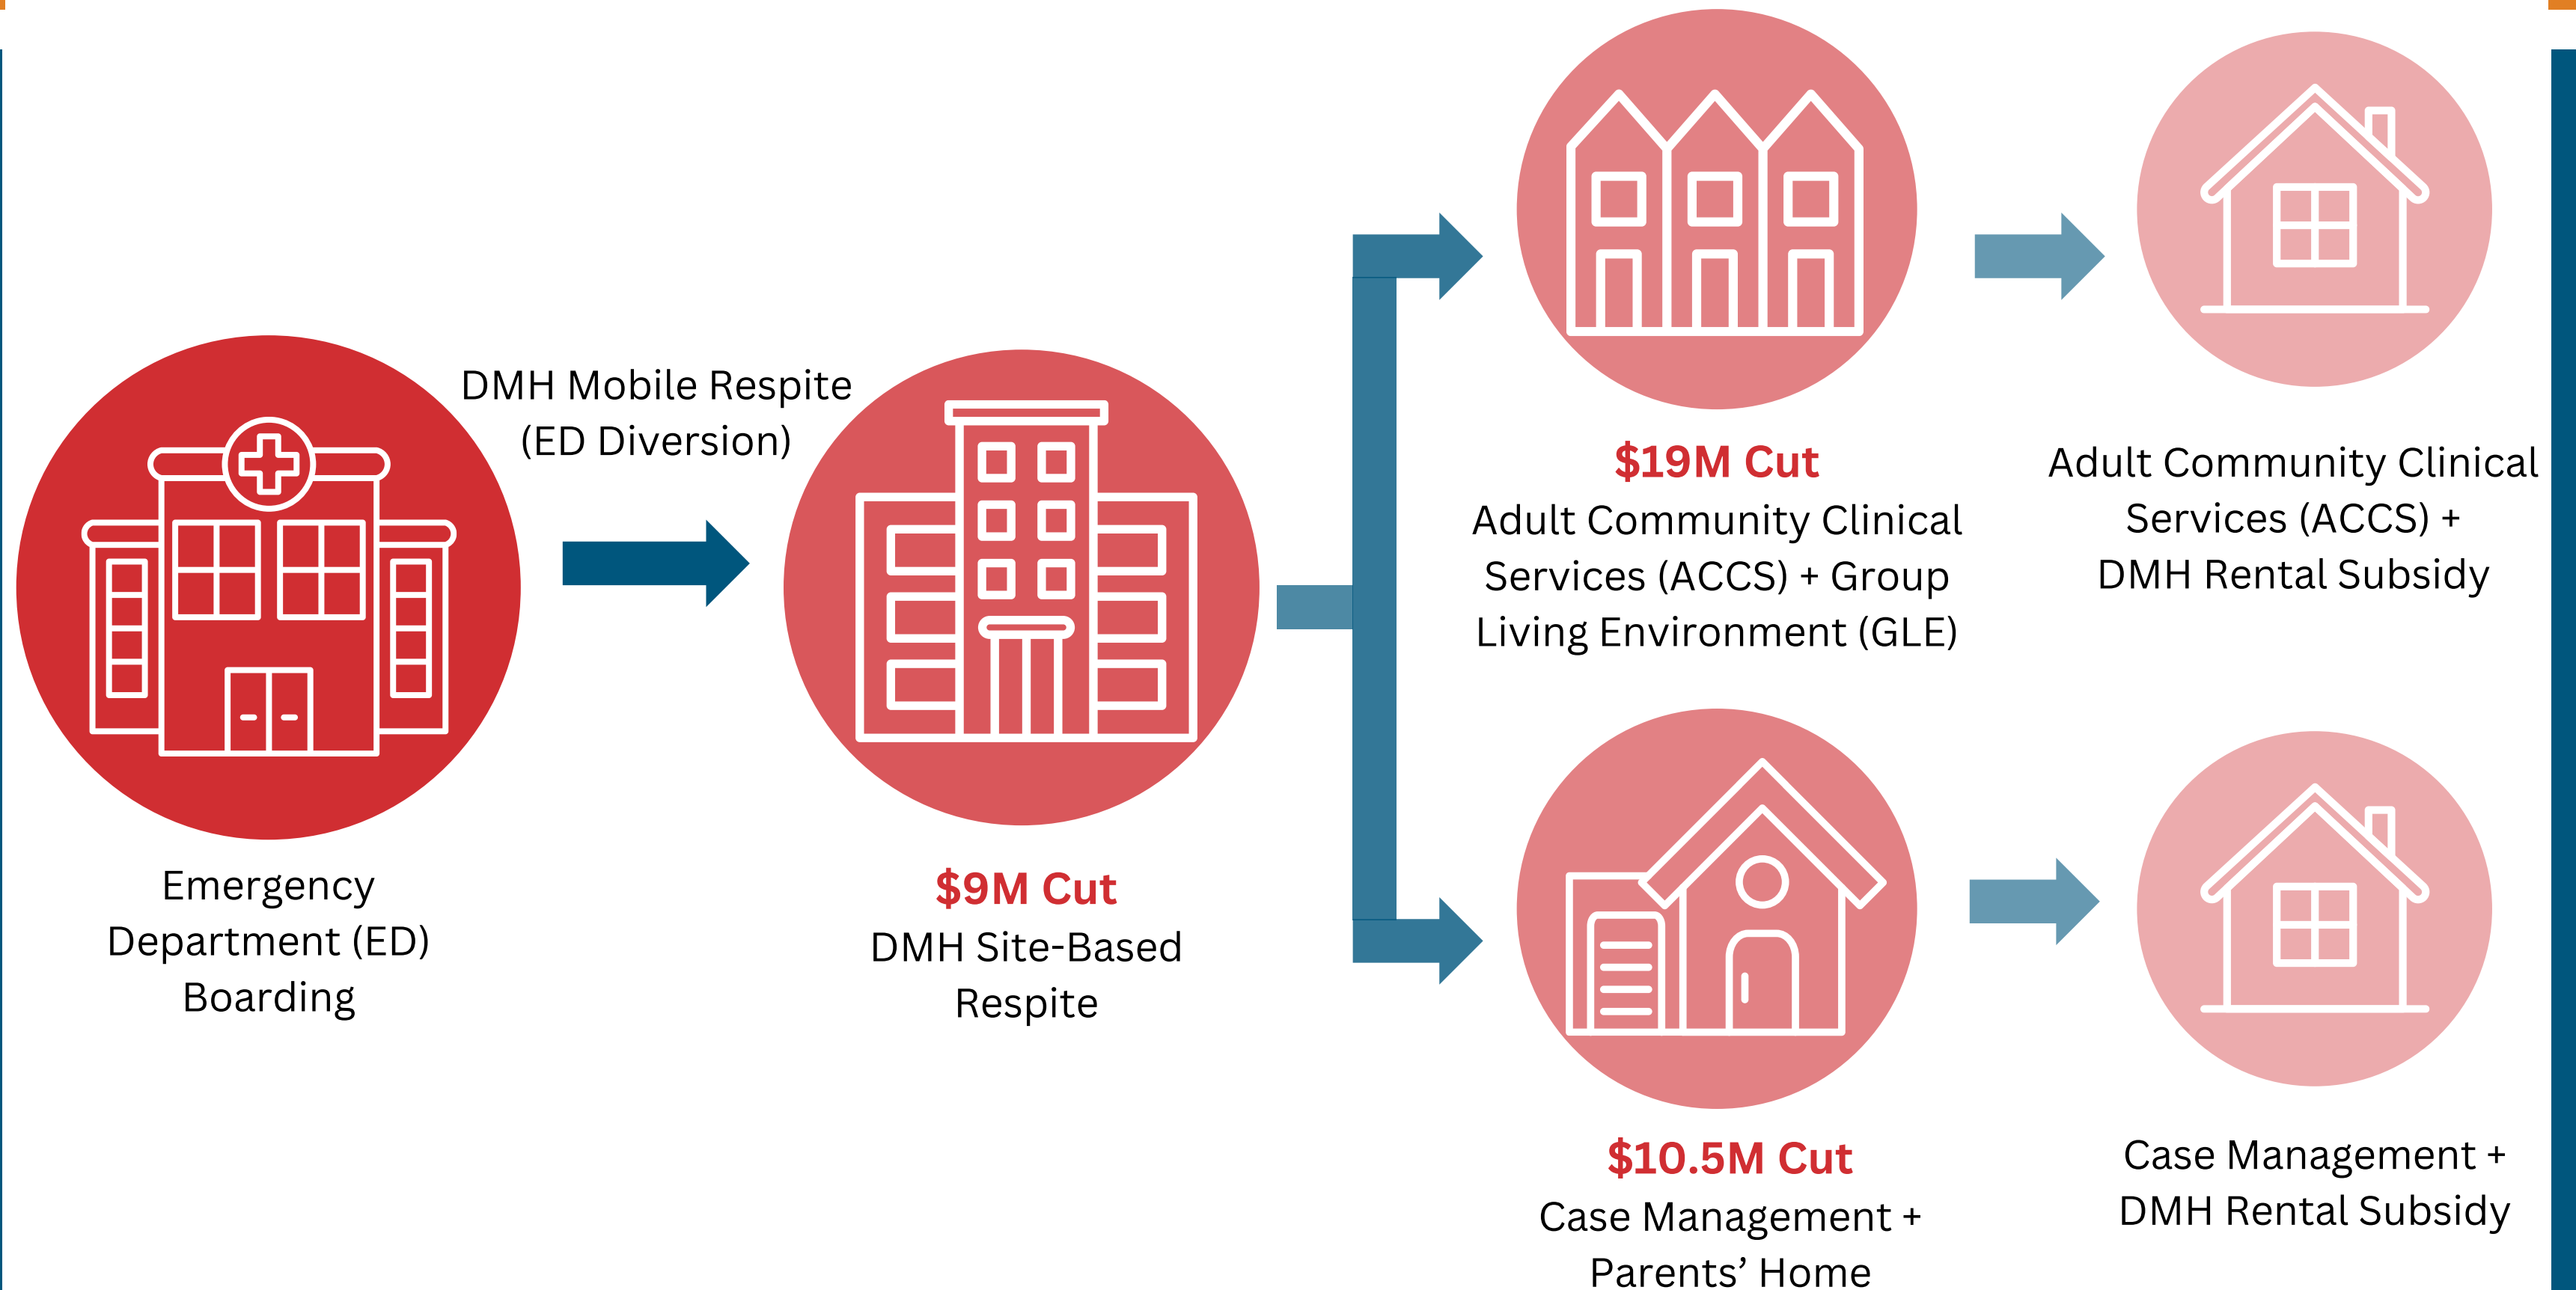 DMH Mobile Respite
(ED Diversion)
Emergency
Department (ED)
Boarding
$9M Cut
DMH Site-Based
Respite
$19M Cut
Adult Community Clinical
Services (ACCS) + Group
Living Environment (GLE)
Adult Community Clinical
Services (ACCS) +
DMH Rental Subsidy
$10.5M Cut
Case Management +
Parents’ Home
Case Management +
DMH Rental Subsidy